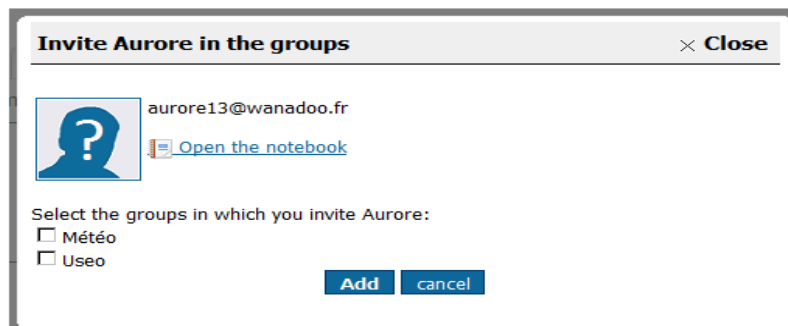 Invite Aurore in the groups × Close
aurore13@wanadoo.fr
?
Open the notebook
Select the groups in which you invite Aurore:
Météo
Useo
Add cancel